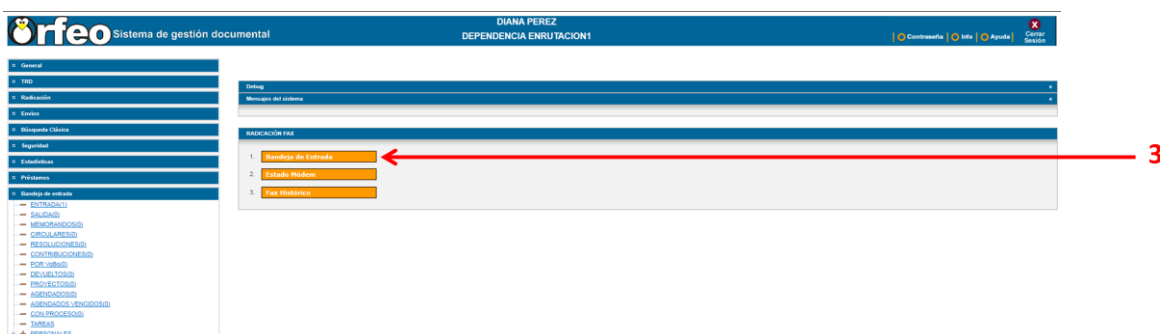 Orfeo Sistema de gestión documental
DIANA PEREZ
DEPENDENCIA ENRUTACION1
| Contraseña | Info | Ayuda |
X
Cerrar
Sesión
General
TRD
Radicación
Envios
Búsqueda Clásica
Seguridad
Estadísticas
Préstamos
Bandeja de entrada
ENTRADA(1)
SALIDA(0)
MEMORANDOS(0)
CIRCULARES(0)
RESOLUCIONES(0)
CONTRIBUCIONES(0)
POR VoBo(0)
DEVUELTOS(0)
PROYECTOS(0)
AGENDADOS(0)
AGENDADOS VENCIDOS(0)
CON PROCESO(0)
TAREAS
PERSONALES
Debug
Mensajes del sistema
RADICACIÓN FAX
1. Bandeja de Entrada
2. Estado Módem
3. Fax Histórico
3